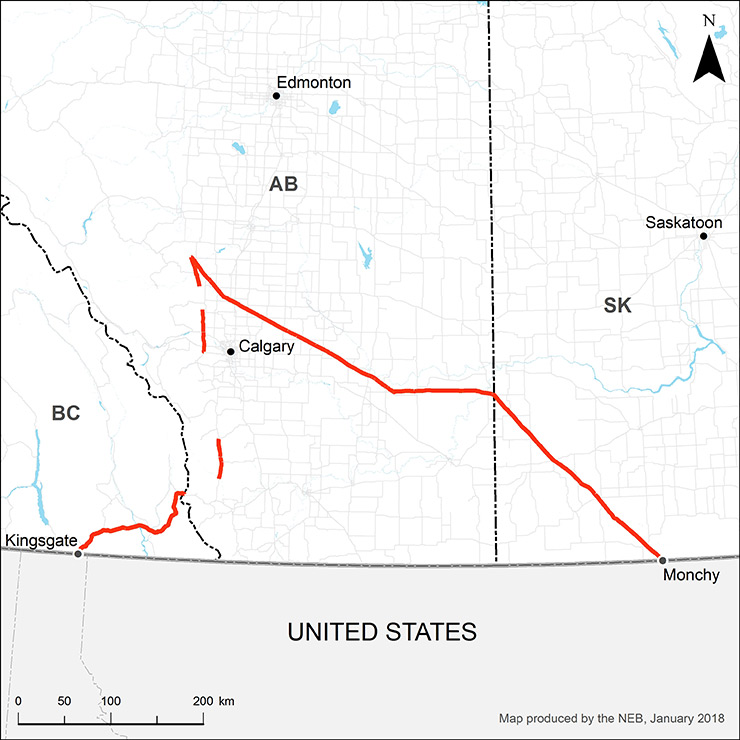 N
Edmonton
AB
Saskatoon
SK
Calgary
BC
Kingsgate
Monchy
UNITED STATES
0 50 100 200 km
Map produced by the NEB, January 2018